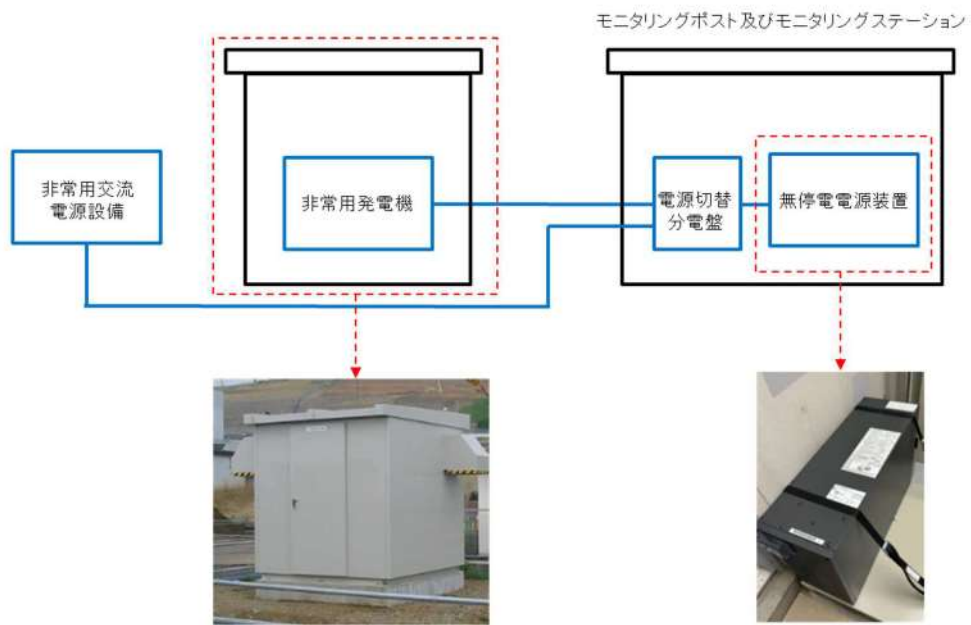 モニタリングポスト及びモニタリングステーション
非常用交流
電源設備
非常用発電機
電源切替
分電盤
無停電電源装置